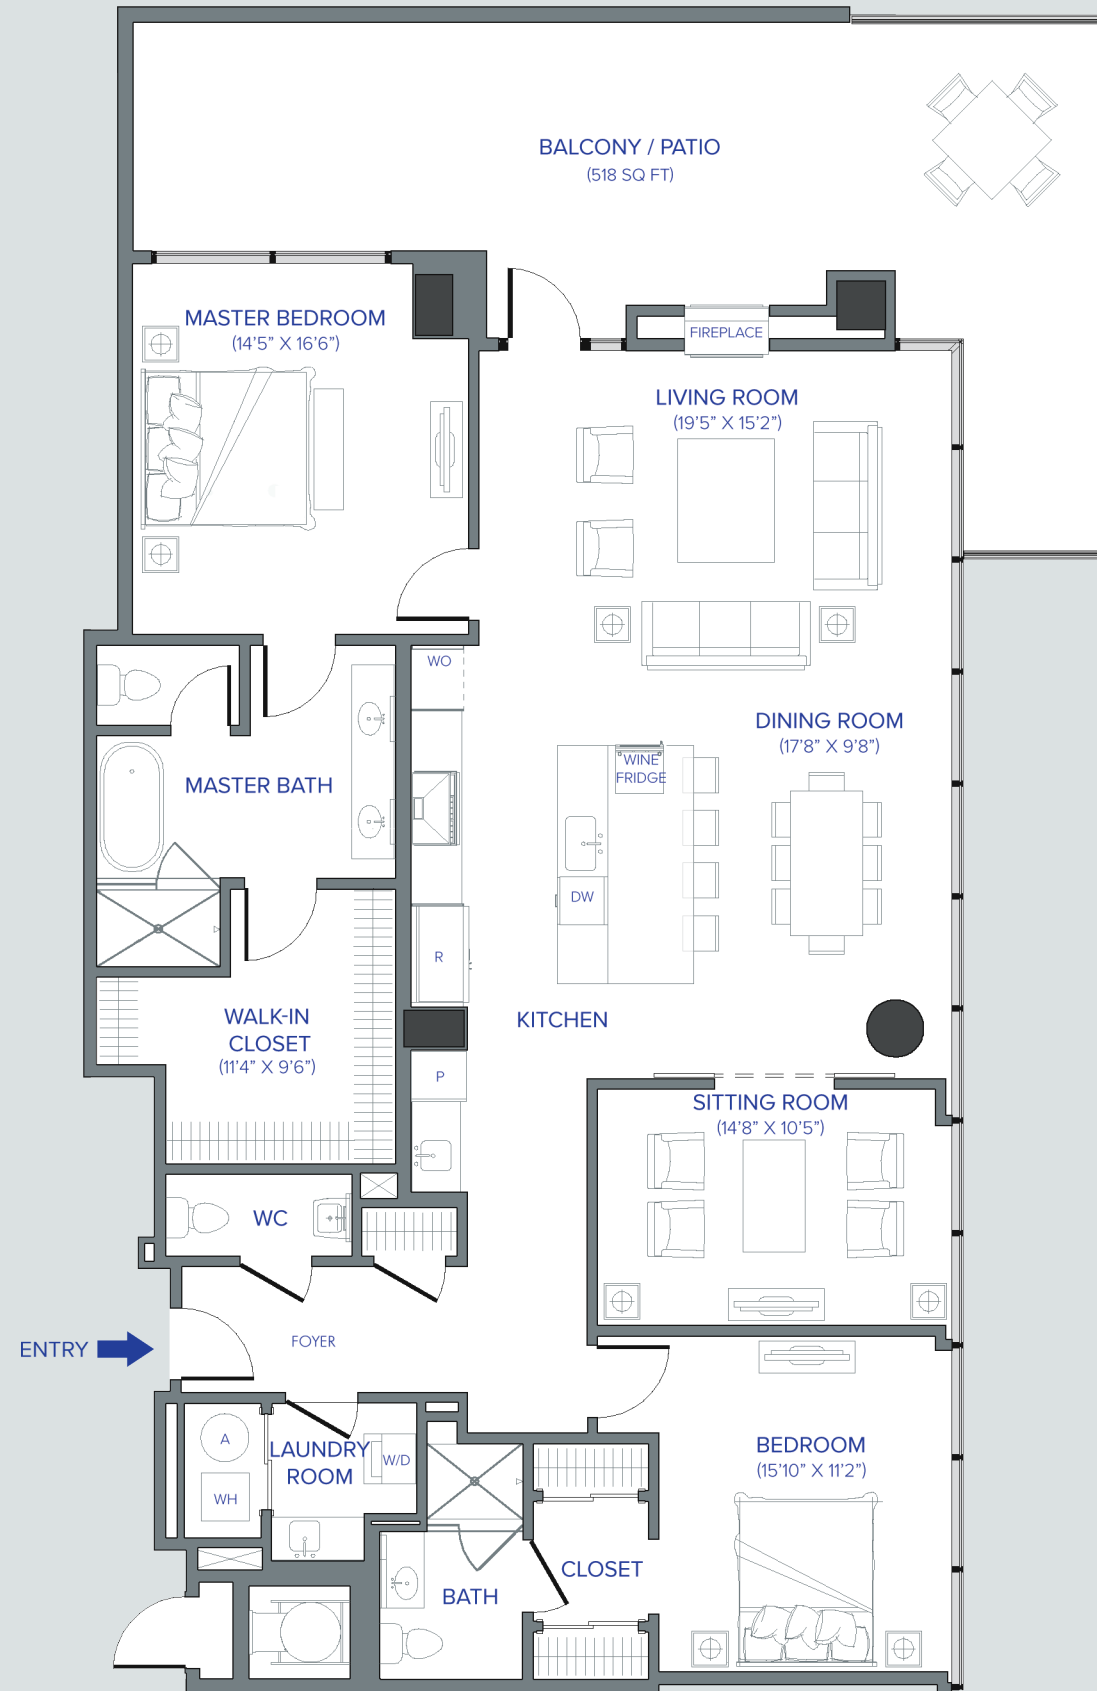 BALCONY / PATIO
(518 SQ FT)
MASTER BEDROOM
(14'5” X 16'6”)
FIREPLACE
LIVING ROOM
(19'5” X 15'2”)
WO
DINING ROOM
(17'8” X 9'8”)
WINE
FRIDGE
MASTER BATH
DW
R
KITCHEN
WALK-IN
CLOSET
(11'4” X 9'6”)
P
SITTING ROOM
(14'8” X 10'5”)
WC
FOYER
ENTRY
A
LAUNDRY
ROOM
W/D
WH
BEDROOM
(15'10” X 11'2”)
CLOSET
BATH